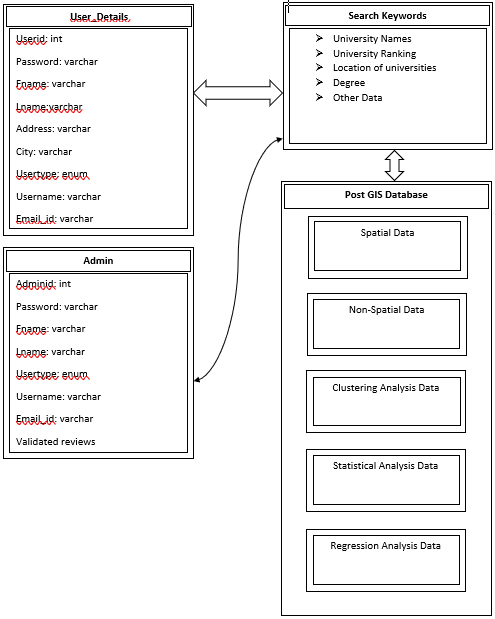 User_Details
Userid: int
Password: varchar
Fname: varchar
Lname:varchar
Address: varchar
City: varchar
Usertype: enum
Username: varchar
Email_id: varchar
Admin
Adminid: int
Password: varchar
Fname: varchar
Lname: varchar
Usertype: enum
Username: varchar
Email_id: varchar
Validated reviews
Search Keywords
University Names
University Ranking
Location of universities
Degree
Other Data
Post GIS Database
Spatial Data
Non-Spatial Data
Clustering Analysis Data
Statistical Analysis Data
Regression Analysis Data